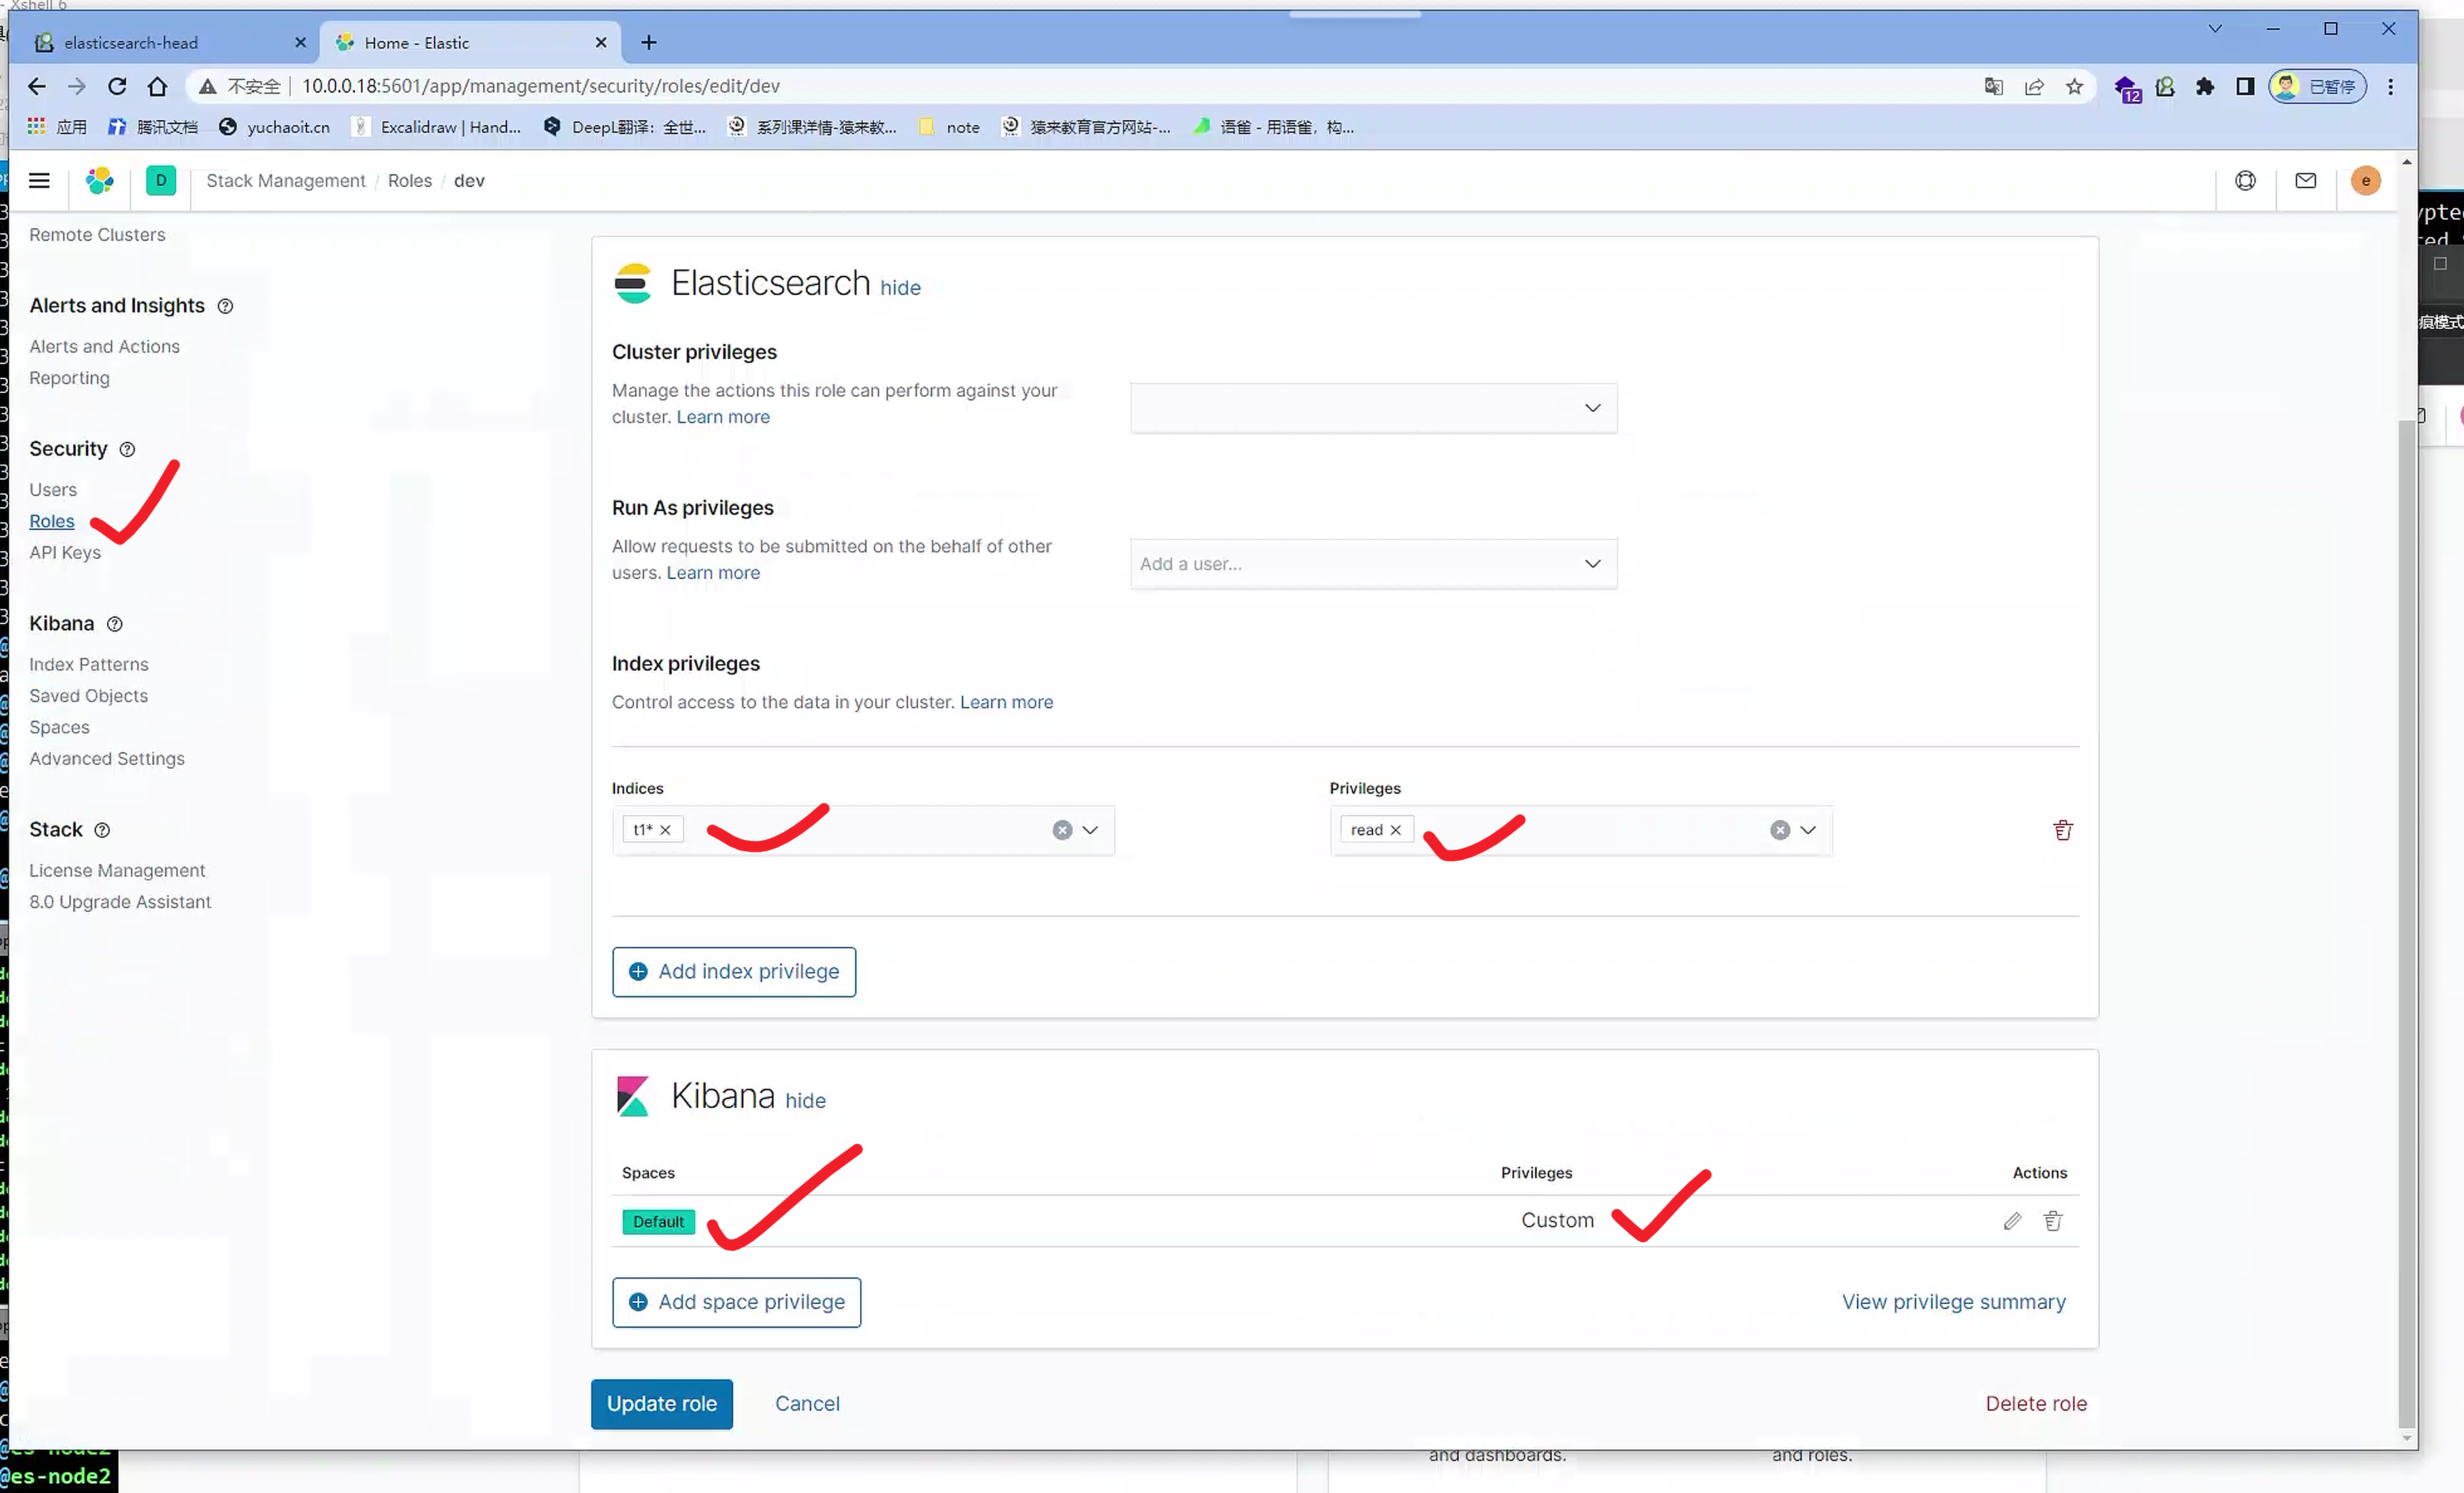 - Xshell 6
elasticsearch-head
Home - Elastic
不安全 10.0.0.18:5601/app/management/security/roles/edit/dev
12
已暂停
应用
腾讯文档
yuchaoit.cn
Excalidraw | Hand...
DeepL翻译：全世...
系列课详情-猿来教...
note
猿来教育官方网站-...
语雀 - 用语雀，构...
D
Stack Management / Roles / dev
e
Remote Clusters
Alerts and Insights
Alerts and Actions
Reporting
Security
Users
Roles
API Keys
Kibana
Index Patterns
Saved Objects
Spaces
Advanced Settings
Stack
License Management
8.0 Upgrade Assistant
Elasticsearch hide
Cluster privileges
Manage the actions this role can perform against your
cluster. Learn more
Run As privileges
Allow requests to be submitted on the behalf of other
users. Learn more
Add a user...
Index privileges
Control access to the data in your cluster. Learn more
Indices
Privileges
t1*
read
Add index privilege
Kibana hide
Spaces
Privileges
Actions
Default
Custom
Add space privilege
View privilege summary
Update role
Cancel
Delete role
痕模式
and dashboards.
and roles.
@es-node2